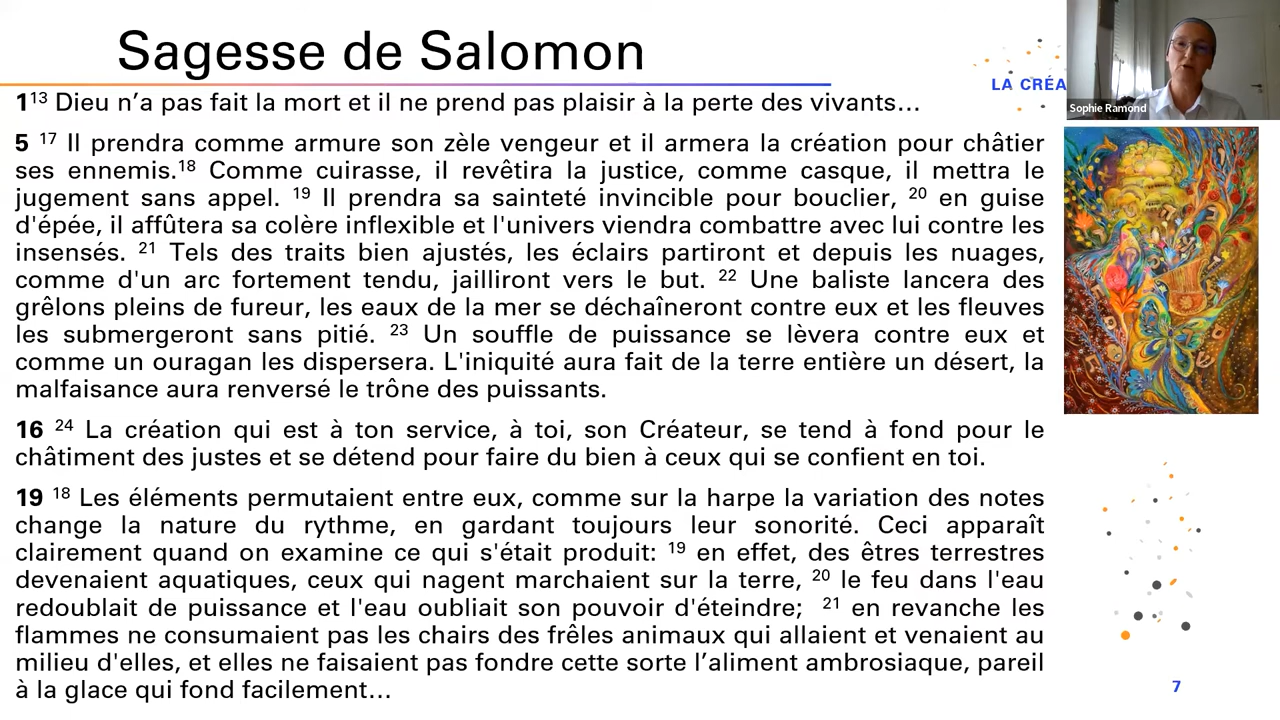 Sagesse de Salomon
LA CRÉA
Sophie Ramond
1¹³ Dieu n’a pas fait la mort et il ne prend pas plaisir à la perte des vivants…
5 ¹⁷ Il prendra comme armure son zèle vengeur et il armera la création pour châtier
ses ennemis.¹⁸ Comme cuirasse, il revêtira la justice, comme casque, il mettra le
jugement sans appel. ¹⁹ Il prendra sa sainteté invincible pour bouclier, ²⁰ en guise
d'épée, il affûtera sa colère inflexible et l'univers viendra combattre avec lui contre les
insensés. ²¹ Tels des traits bien ajustés, les éclairs partiront et depuis les nuages,
comme d'un arc fortement tendu, jailliront vers le but. ²² Une baliste lancera des
grêlons pleins de fureur, les eaux de la mer se déchaîneront contre eux et les fleuves
les submergeront sans pitié. ²³ Un souffle de puissance se lèvera contre eux et
comme un ouragan les dispersera. L'iniquité aura fait de la terre entière un désert, la
malfaisance aura renversé le trône des puissants.
16 ²⁴ La création qui est à ton service, à toi, son Créateur, se tend à fond pour le
châtiment des justes et se détend pour faire du bien à ceux qui se confient en toi.
19 ¹⁸ Les éléments permutaient entre eux, comme sur la harpe la variation des notes
change la nature du rythme, en gardant toujours leur sonorité. Ceci apparaît
clairement quand on examine ce qui s'était produit: ¹⁹ en effet, des êtres terrestres
devenaient aquatiques, ceux qui nagent marchaient sur la terre, ²⁰ le feu dans l'eau
redoublait de puissance et l'eau oubliait son pouvoir d'éteindre; ²¹ en revanche les
flammes ne consumaient pas les chairs des frêles animaux qui allaient et venaient au
milieu d'elles, et elles ne faisaient pas fondre cette sorte l’aliment ambrosiaque, pareil
à la glace qui fond facilement…
7